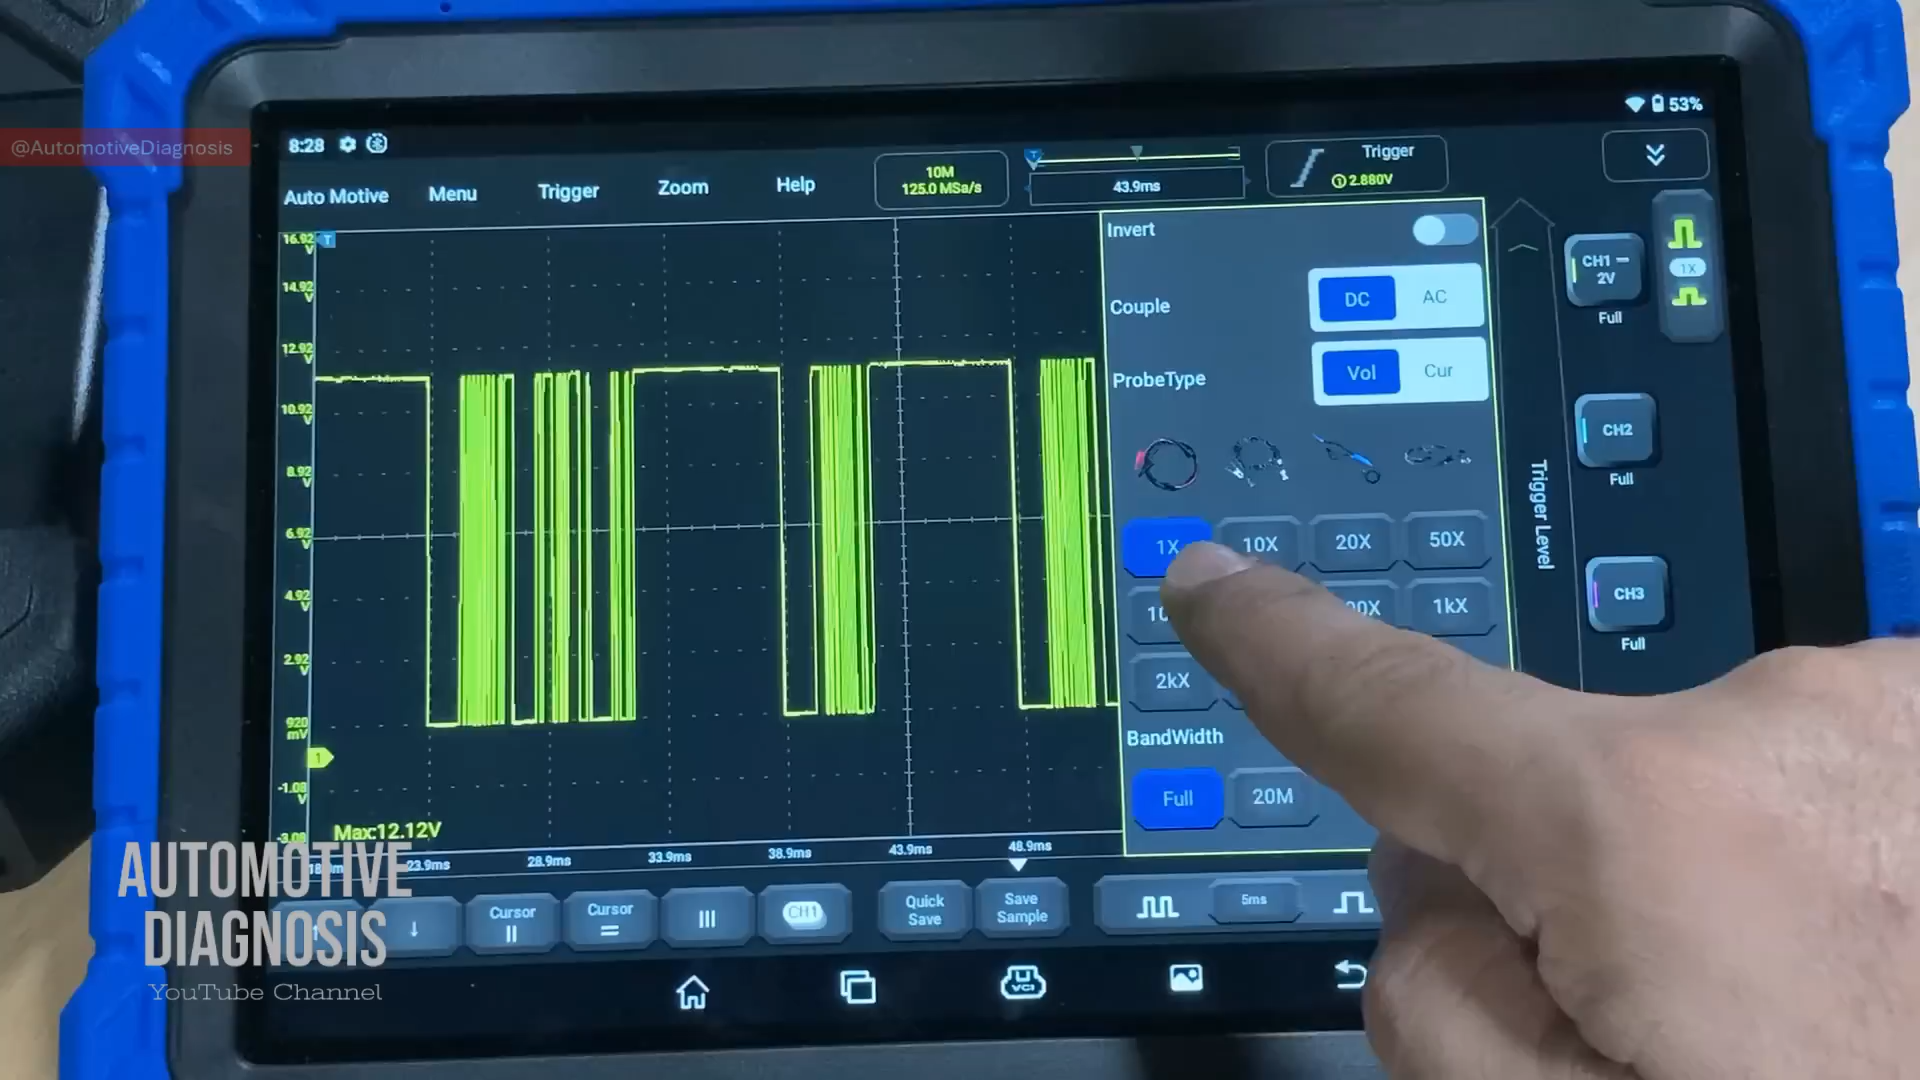 53%
@AutomotiveDiagnosis
8:28
Auto Motive
Menu
Trigger
Zoom
Help
10M
125.0 MSa/s
T
43.9ms
Trigger
1 2.880V
Invert
Couple
DC
AC
ProbeType
Vol
Cur
1X
10X
20X
50X
1kX
2kX
BandWidth
Full
20M
Trigger Level
CH1
2V
Full
1X
CH2
Full
CH3
Full
16.92
V
T
14.92
V
12.92
V
10.92
V
8.92
V
6.92
V
4.92
V
2.92
V
920
mV
1
-1.08
V
-3.08
Max:12.12V
23.9ms
28.9ms
33.9ms
38.9ms
43.9ms
48.9ms
Cursor
Cursor
CH1
Quick
Save
Save
Sample
5ms
VCI
AUTOMOTIVE
DIAGNOSIS
YouTube Channel